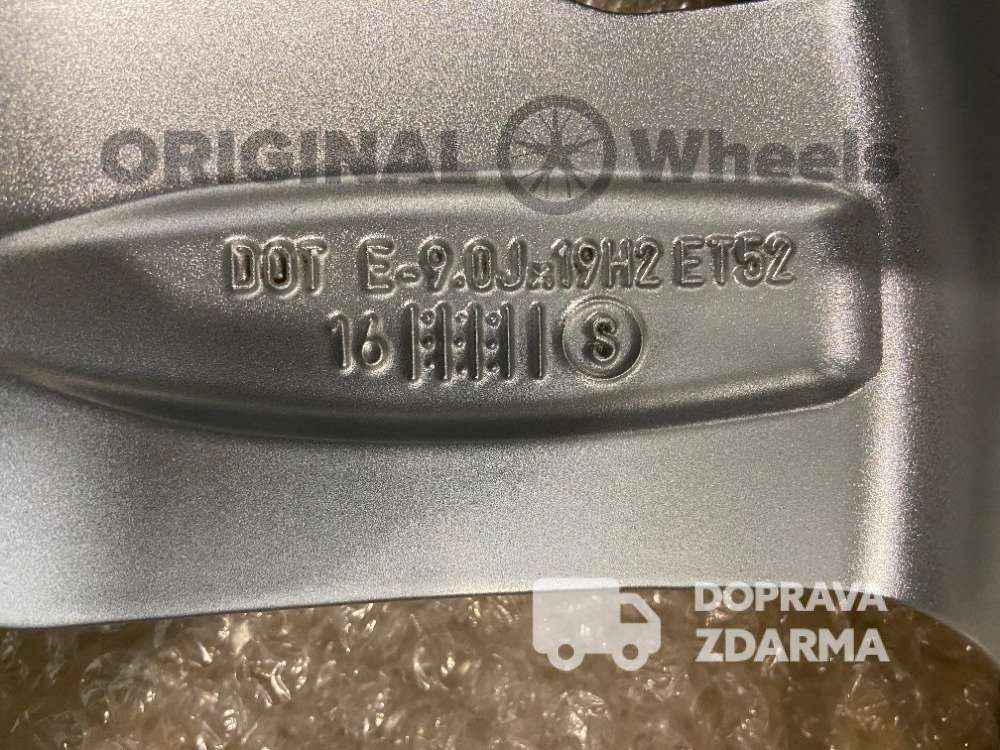 ORIGINAL Wheels
DOT E-9.0Jx19H2 ET52
16 S
DOPRAVA
ZDARMA